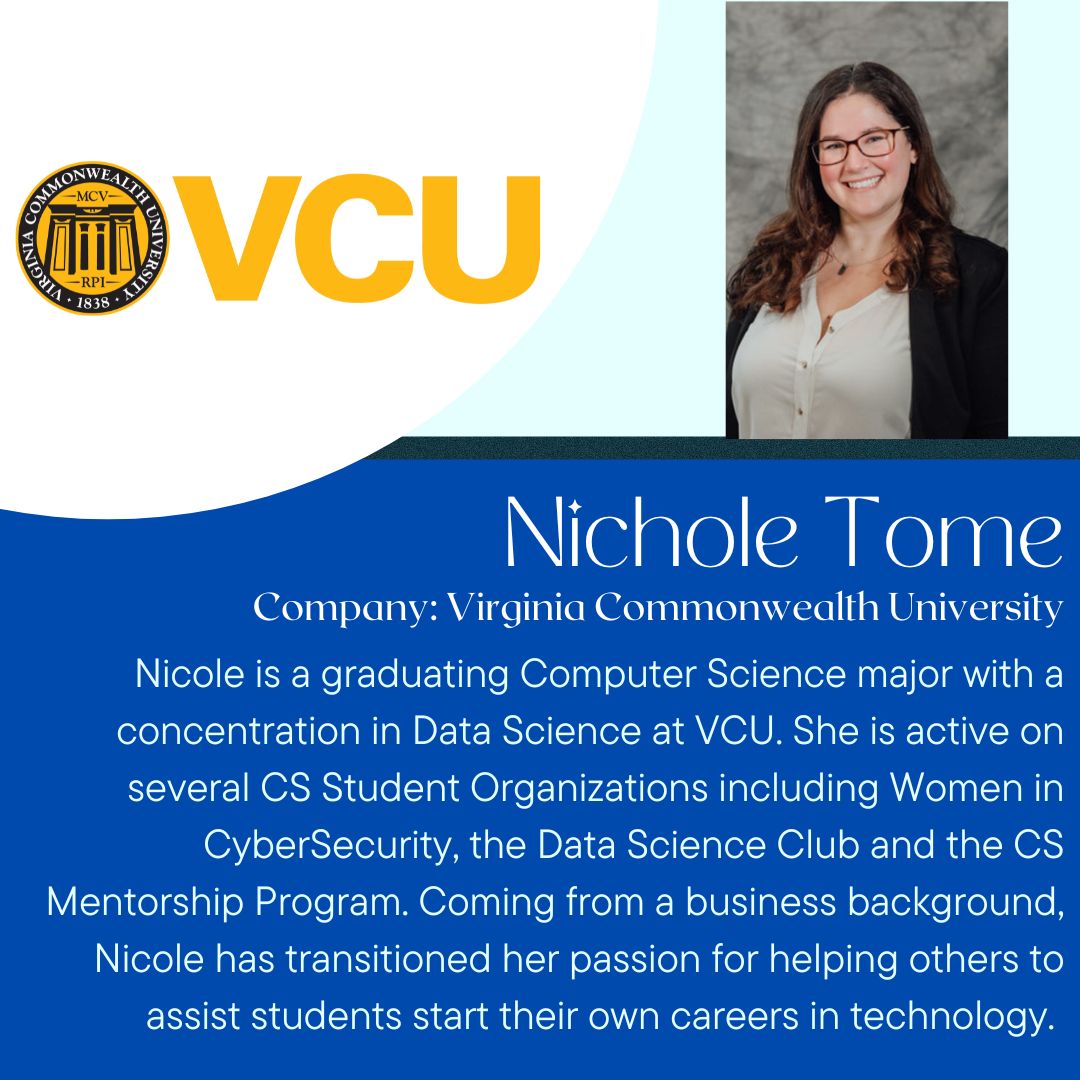 VIRGINIA COMMONWEALTH UNIVERSITY
MCV
RPI
1838
VCU
Nichole Tome
Company: Virginia Commonwealth University
Nicole is a graduating Computer Science major with a
concentration in Data Science at VCU. She is active on
several CS Student Organizations including Women in
CyberSecurity, the Data Science Club and the CS
Mentorship Program. Coming from a business background,
Nicole has transitioned her passion for helping others to
assist students start their own careers in technology.